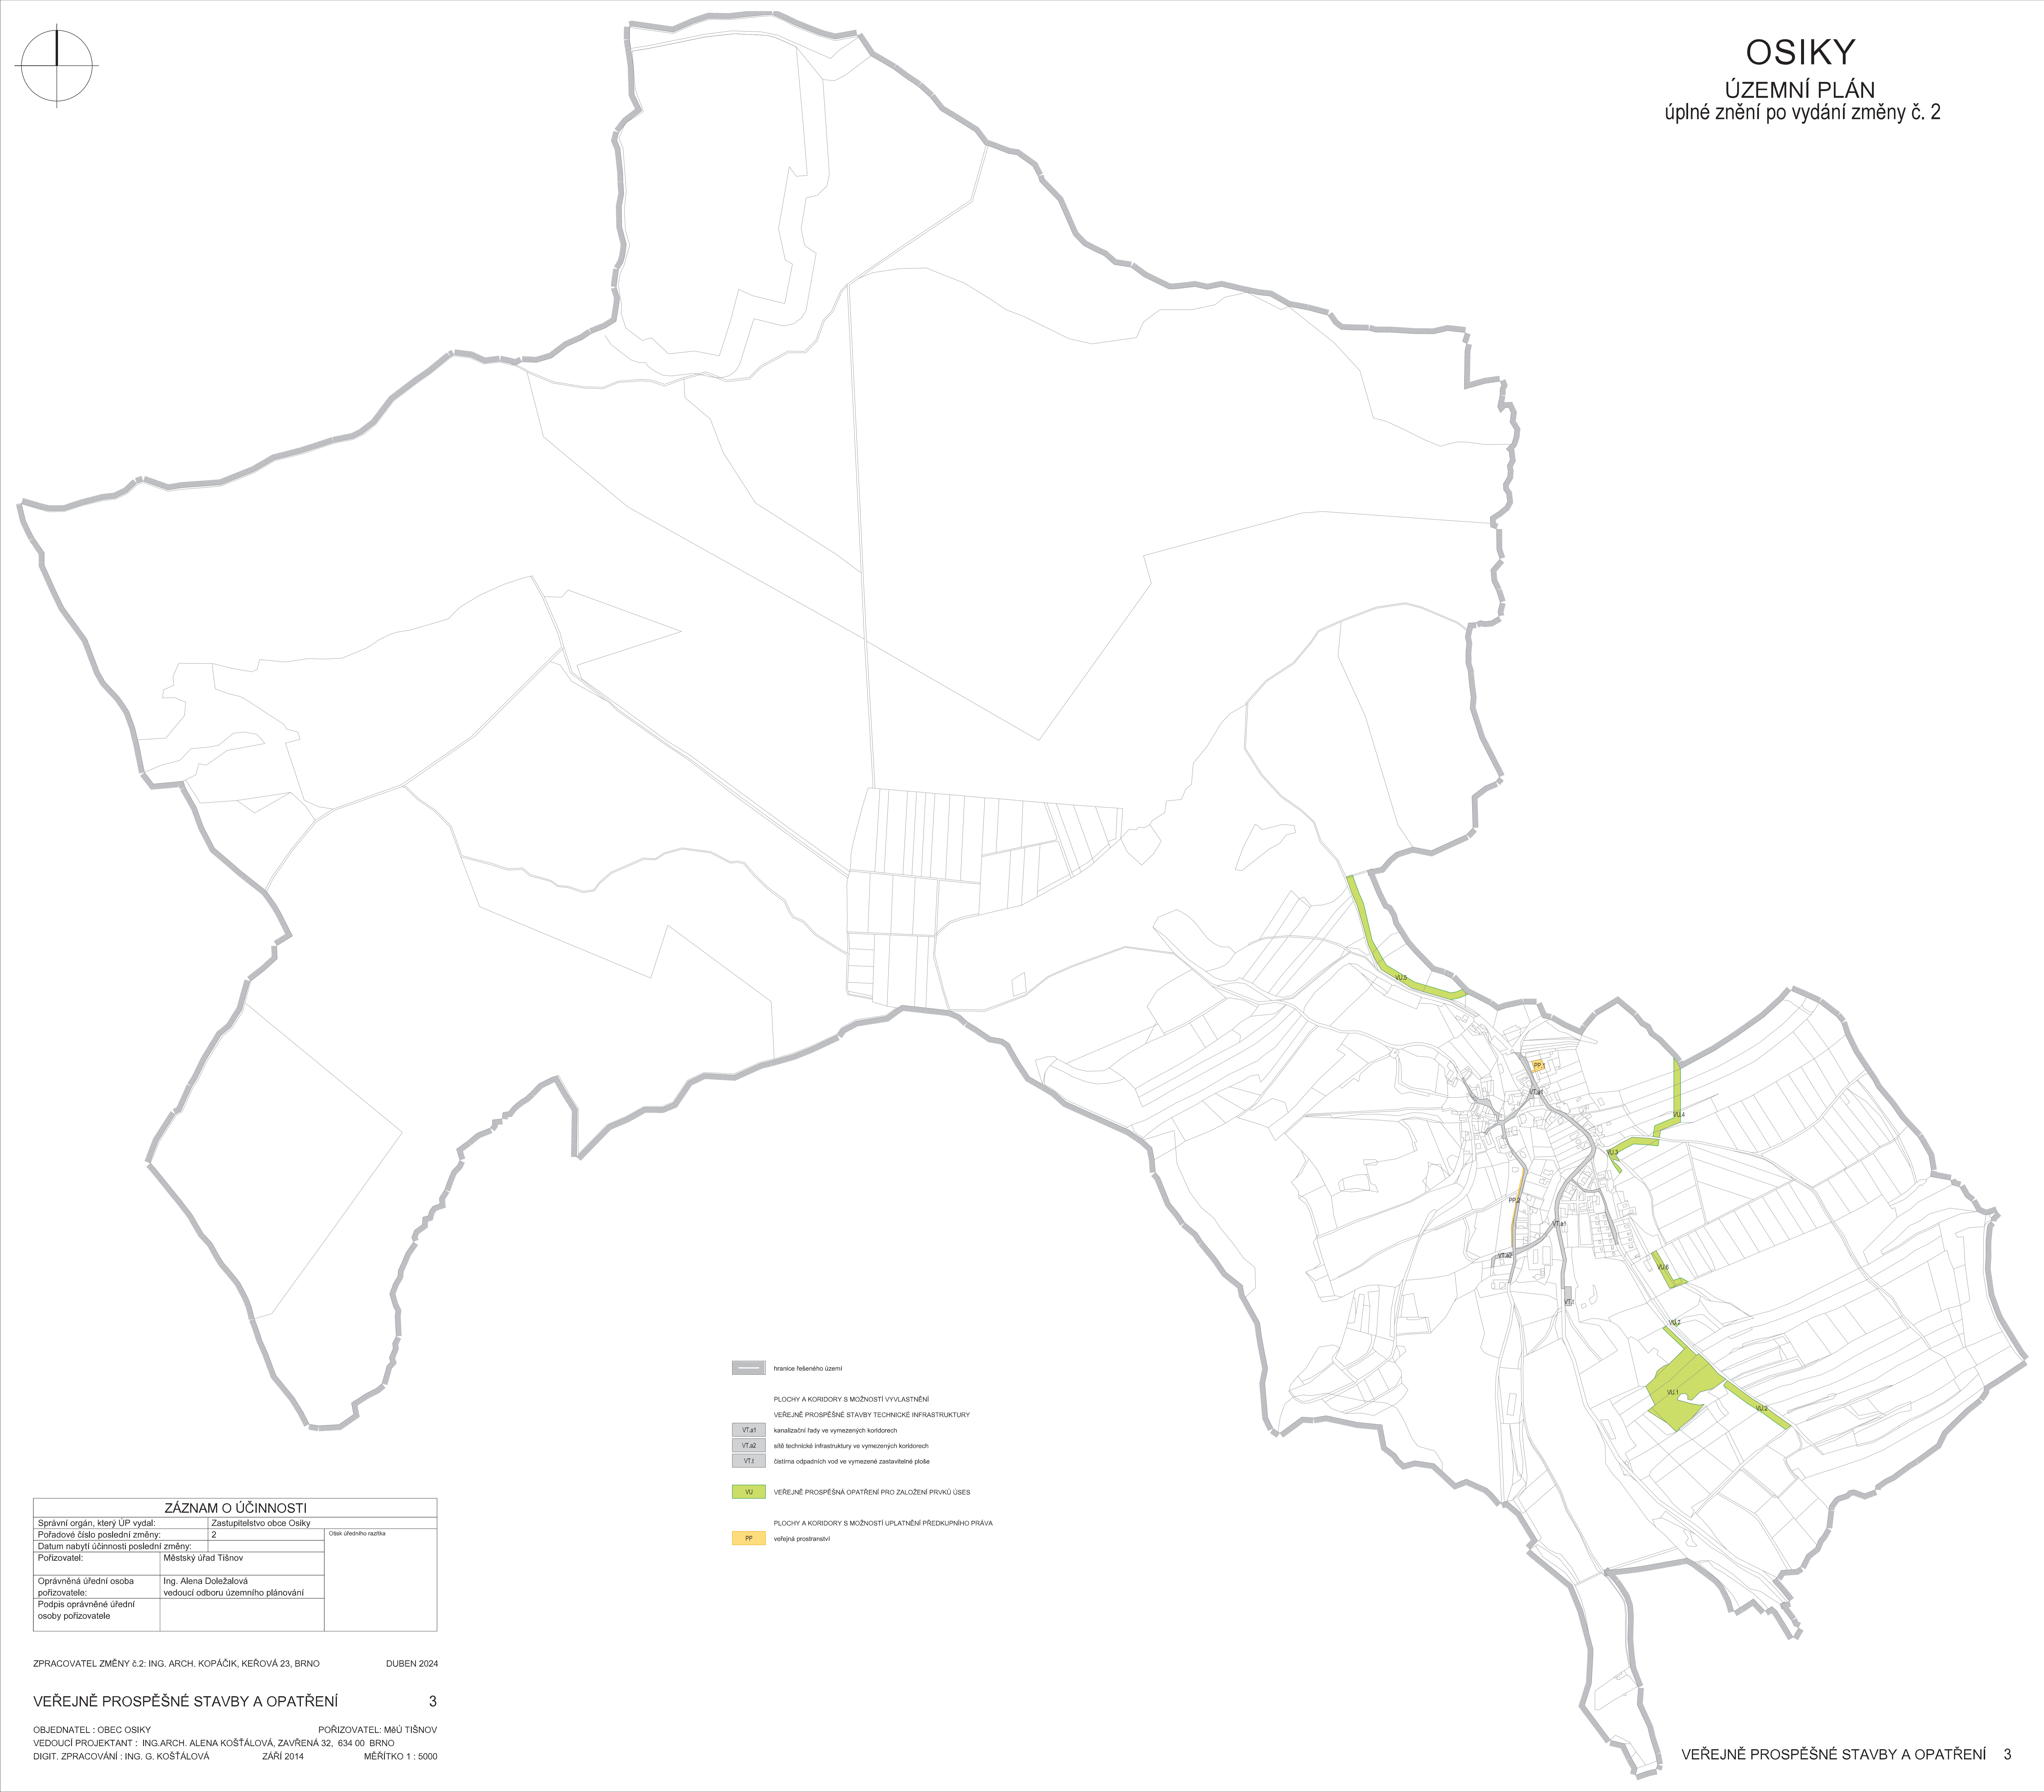 OSIKY
ÚZEMNÍ PLÁN
úplné znění po vydání změny č. 2
VU.5
PP.1
VT.a1
VU.4
VU.3
PP.2
VT.a1
VT.a2
VU.6
VT.t
VU.1
VU.2
hranice řešeného území
PLOCHY A KORIDORY S MOŽNOSTÍ VYVLASTNĚNÍ
VEŘEJNĚ PROSPĚŠNÉ STAVBY TECHNICKÉ INFRASTRUKTURY
VT.a1 kanalizační řady ve vymezených koridorech
VT.a2 sítě technické infrastruktury ve vymezených koridorech
VT.t čistírna odpadních vod ve vymezené zastavitelné ploše
VU VEŘEJNĚ PROSPĚŠNÁ OPATŘENÍ PRO ZALOŽENÍ PRVKŮ ÚSES
PLOCHY A KORIDORY S MOŽNOSTÍ UPLATNĚNÍ PŘEDKUPNÍHO PRÁVA
PP veřejná prostranství
ZÁZNAM O ÚČINNOSTI
Správní orgán, který ÚP vydal: Zastupitelstvo obce Osiky
Pořadové číslo poslední změny: 2 Otisk úředního razítka
Datum nabytí účinnosti poslední změny:
Pořizovatel: Městský úřad Tišnov
Oprávněná úřední osoba Ing. Alena Doležalová
pořizovatele: vedoucí odboru územního plánování
Podpis oprávněné úřední
osoby pořizovatele
ZPRACOVATEL ZMĚNY č.2: ING. ARCH. KOPÁČIK, KEŘOVÁ 23, BRNO DUBEN 2024
VEŘEJNĚ PROSPĚŠNÉ STAVBY A OPATŘENÍ 3
OBJEDNATEL : OBEC OSIKY POŘIZOVATEL: MěÚ TIŠNOV
VEDOUCÍ PROJEKTANT : ING.ARCH. ALENA KOŠŤÁLOVÁ, ZAVŘENÁ 32, 634 00 BRNO
DIGIT. ZPRACOVÁNÍ : ING. G. KOŠŤÁLOVÁ ZÁŘÍ 2014 MĚŘÍTKO 1 : 5000
VEŘEJNĚ PROSPĚŠNÉ STAVBY A OPATŘENÍ 3